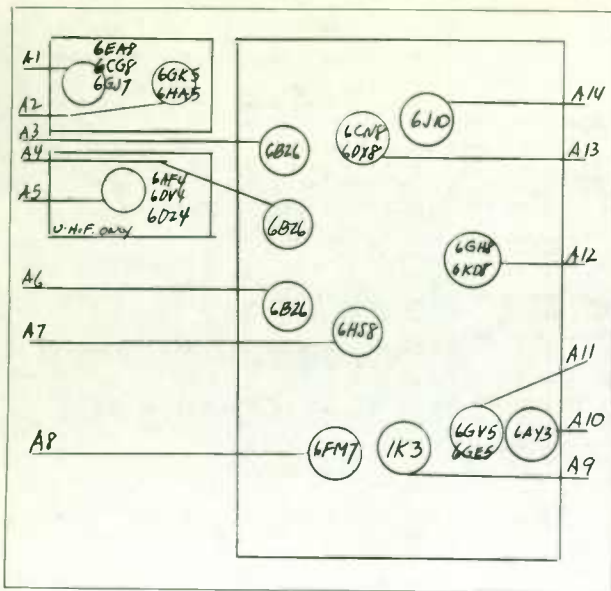 A1
6EA8
6CG8
6GJ7
6GK5
6HA5
A2
A3
A4
A5
6AF4
6DV4
6DZ4
U.H.F. ONLY
6BZ6
6CN8
6DX8
6J10
A14
A13
6BZ6
6GH8
6KD8
A12
A6
6BZ6
A7
6HS8
A11
A8
6FM7
1K3
6GV5
6GE5
6AY3
A10
A9